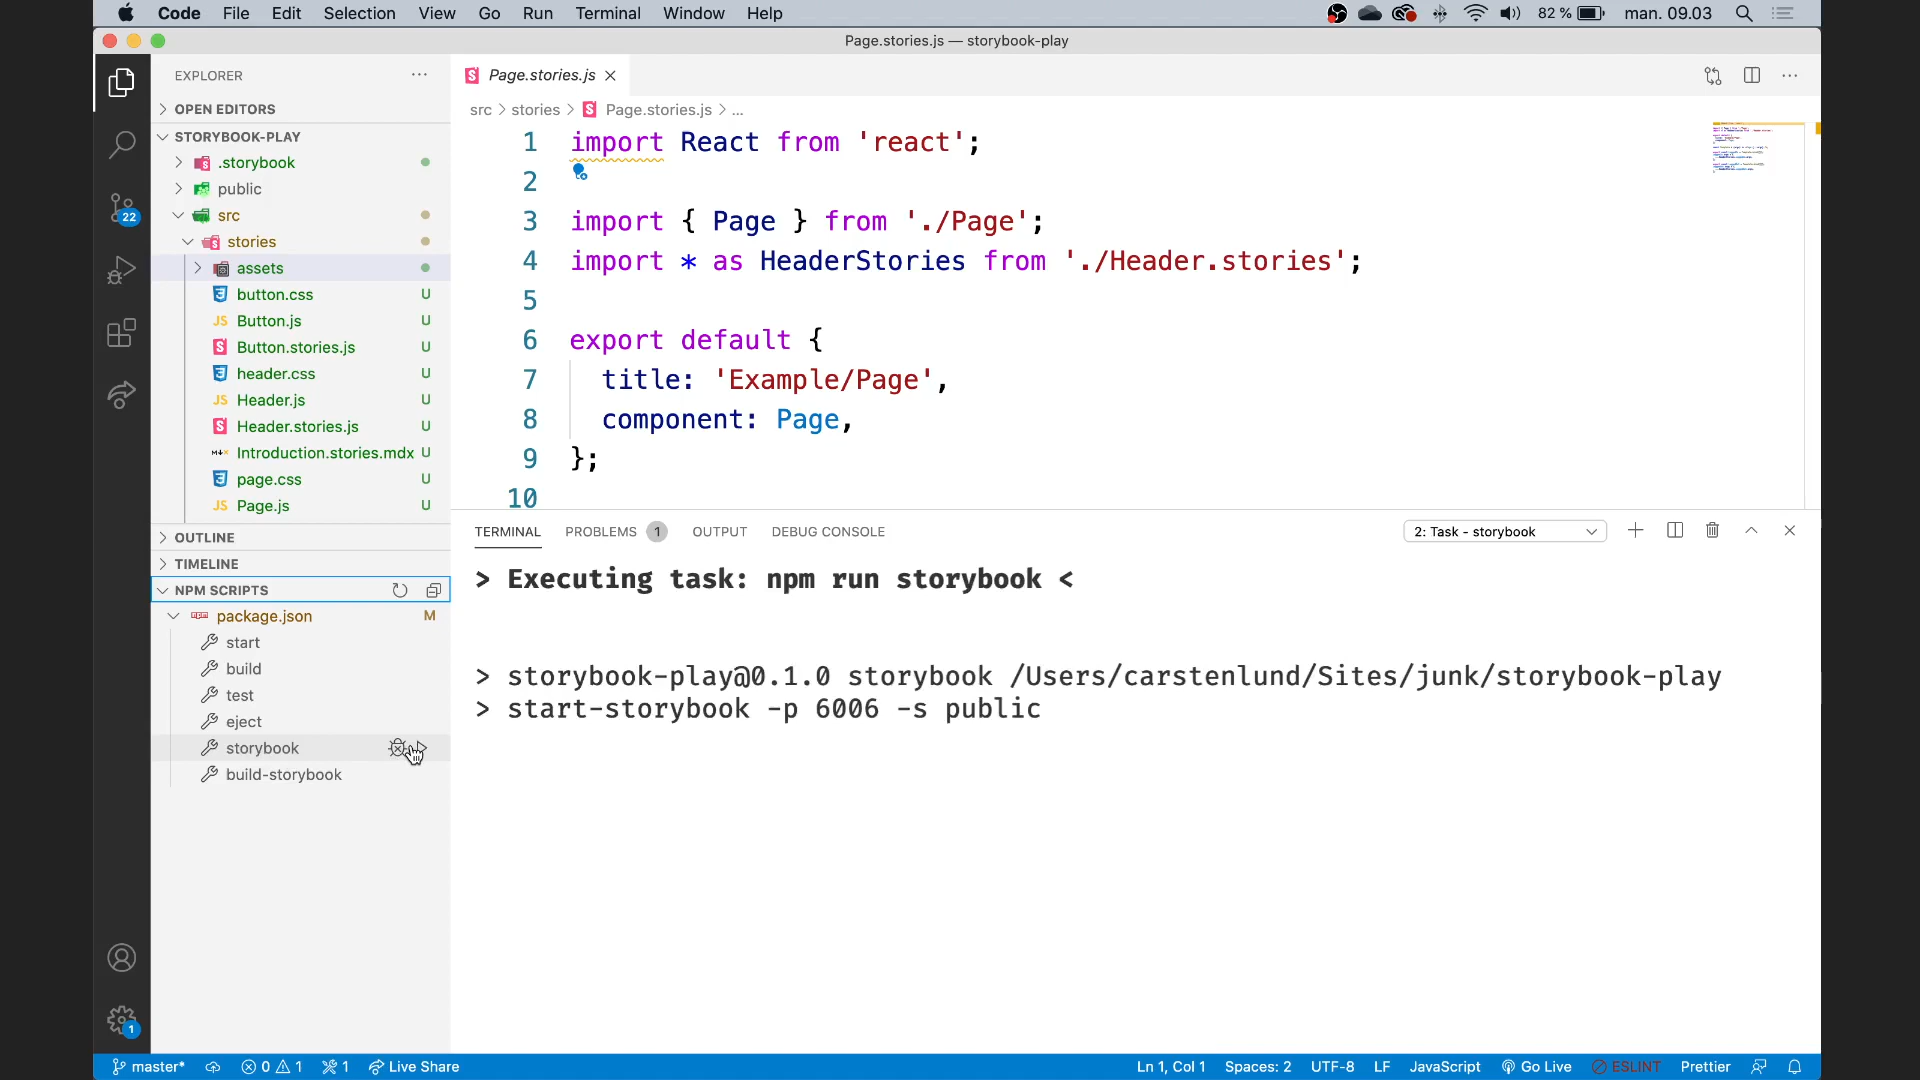 Code File Edit Selection View Go Run Terminal Window Help 82 % man. 09.03
Page.stories.js — storybook-play
EXPLORER
OPEN EDITORS
STORYBOOK-PLAY
.storybook
public
src
stories
assets
button.css U
Button.js U
Button.stories.js U
header.css U
Header.js U
Header.stories.js U
Introduction.stories.mdx U
page.css U
Page.js U
OUTLINE
TIMELINE
NPM SCRIPTS
package.json M
start
build
test
eject
storybook
build-storybook
22
1
Page.stories.js
src > stories > Page.stories.js > ...
1 import React from 'react';
2
3 import { Page } from './Page';
4 import * as HeaderStories from './Header.stories';
5
6 export default {
7 title: 'Example/Page',
8 component: Page,
9 };
10
TERMINAL PROBLEMS 1 OUTPUT DEBUG CONSOLE 2: Task - storybook
> Executing task: npm run storybook <
> storybook-play@0.1.0 storybook /Users/carstenlund/Sites/junk/storybook-play
> start-storybook -p 6006 -s public
master* 0 1 1 Live Share Ln 1, Col 1 Spaces: 2 UTF-8 LF JavaScript Go Live ESLINT Prettier